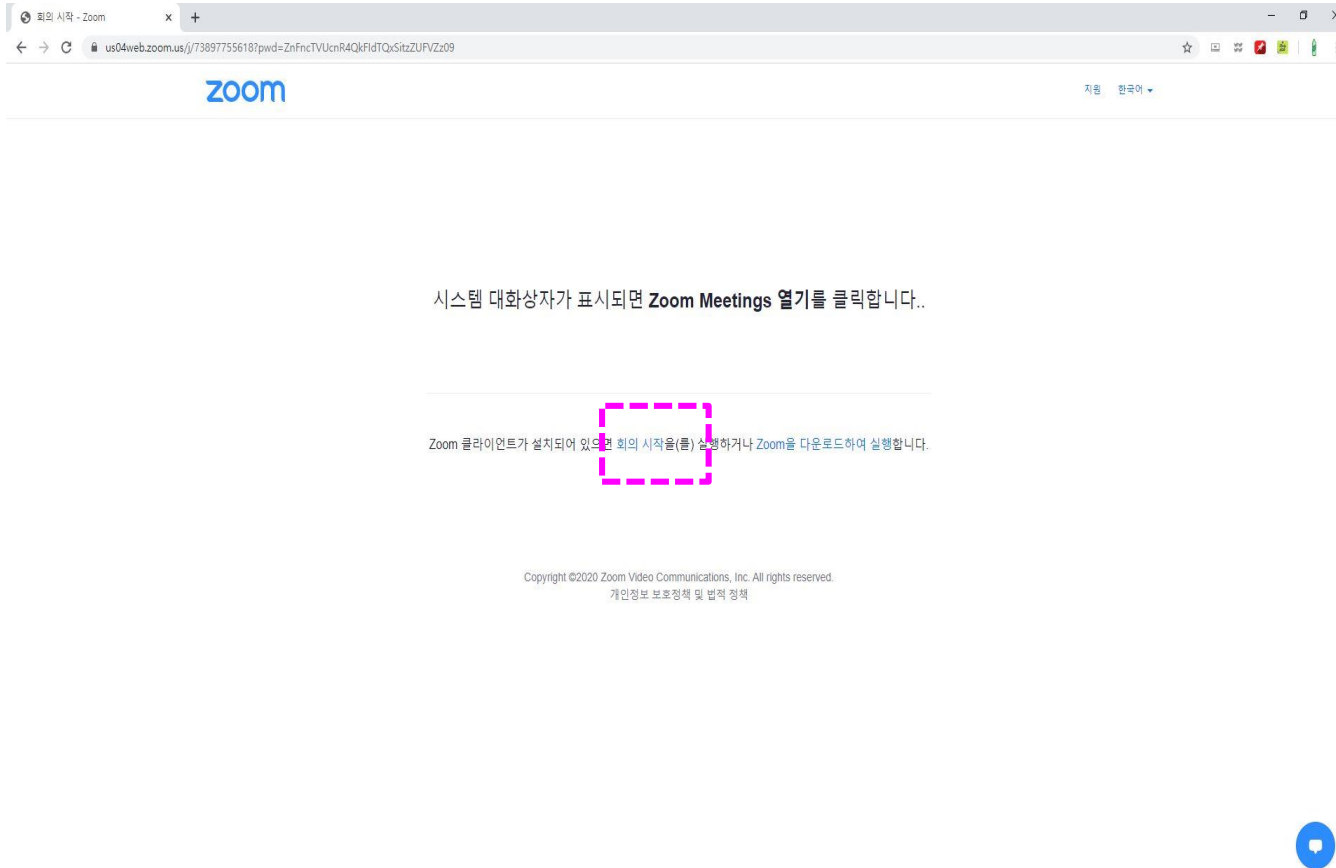 회의 시작 - Zoom
us04web.zoom.us/j/73897755618?pwd=ZnFncTVUcnR4QkFIdTQxSitzZUFVZz09
zoom
지원 한국어
시스템 대화상자가 표시되면 Zoom Meetings 열기를 클릭합니다..
Zoom 클라이언트가 설치되어 있으면 회의 시작을(를) 실행하거나 Zoom을 다운로드하여 실행합니다.
Copyright ©2020 Zoom Video Communications, Inc. All rights reserved.
개인정보 보호정책 및 법적 정책